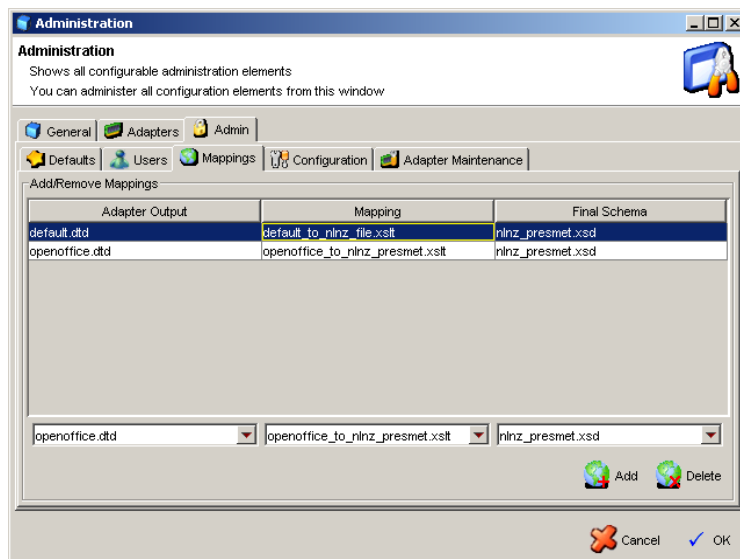 Administration
Administration
Shows all configurable administration elements
You can administer all configuration elements from this window
General Adapters Admin
Defaults Users Mappings Configuration Adapter Maintenance
Add/Remove Mappings
Adapter Output Mapping Final Schema
default.dtd default_to_nlnz_file.xslt nlnz_presmet.xsd
openoffice.dtd openoffice_to_nlnz_presmet.xslt nlnz_presmet.xsd
openoffice.dtd openoffice_to_nlnz_presmet.xslt nlnz_presmet.xsd
Add Delete
Cancel OK